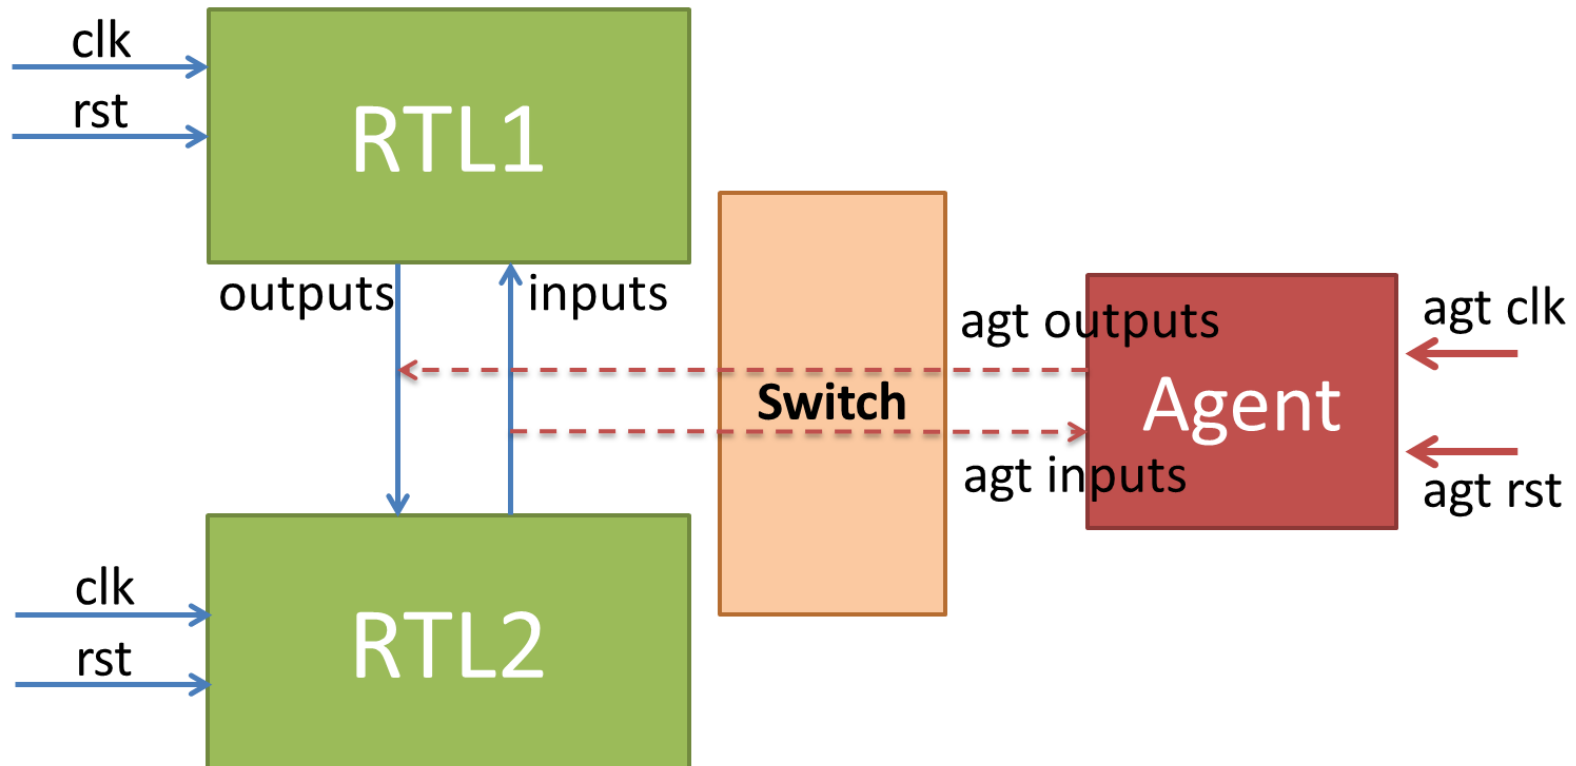 clk
rst
RTL1
outputs
inputs
agt outputs
agt clk
Switch
Agent
agt inputs
agt rst
clk
rst
RTL2